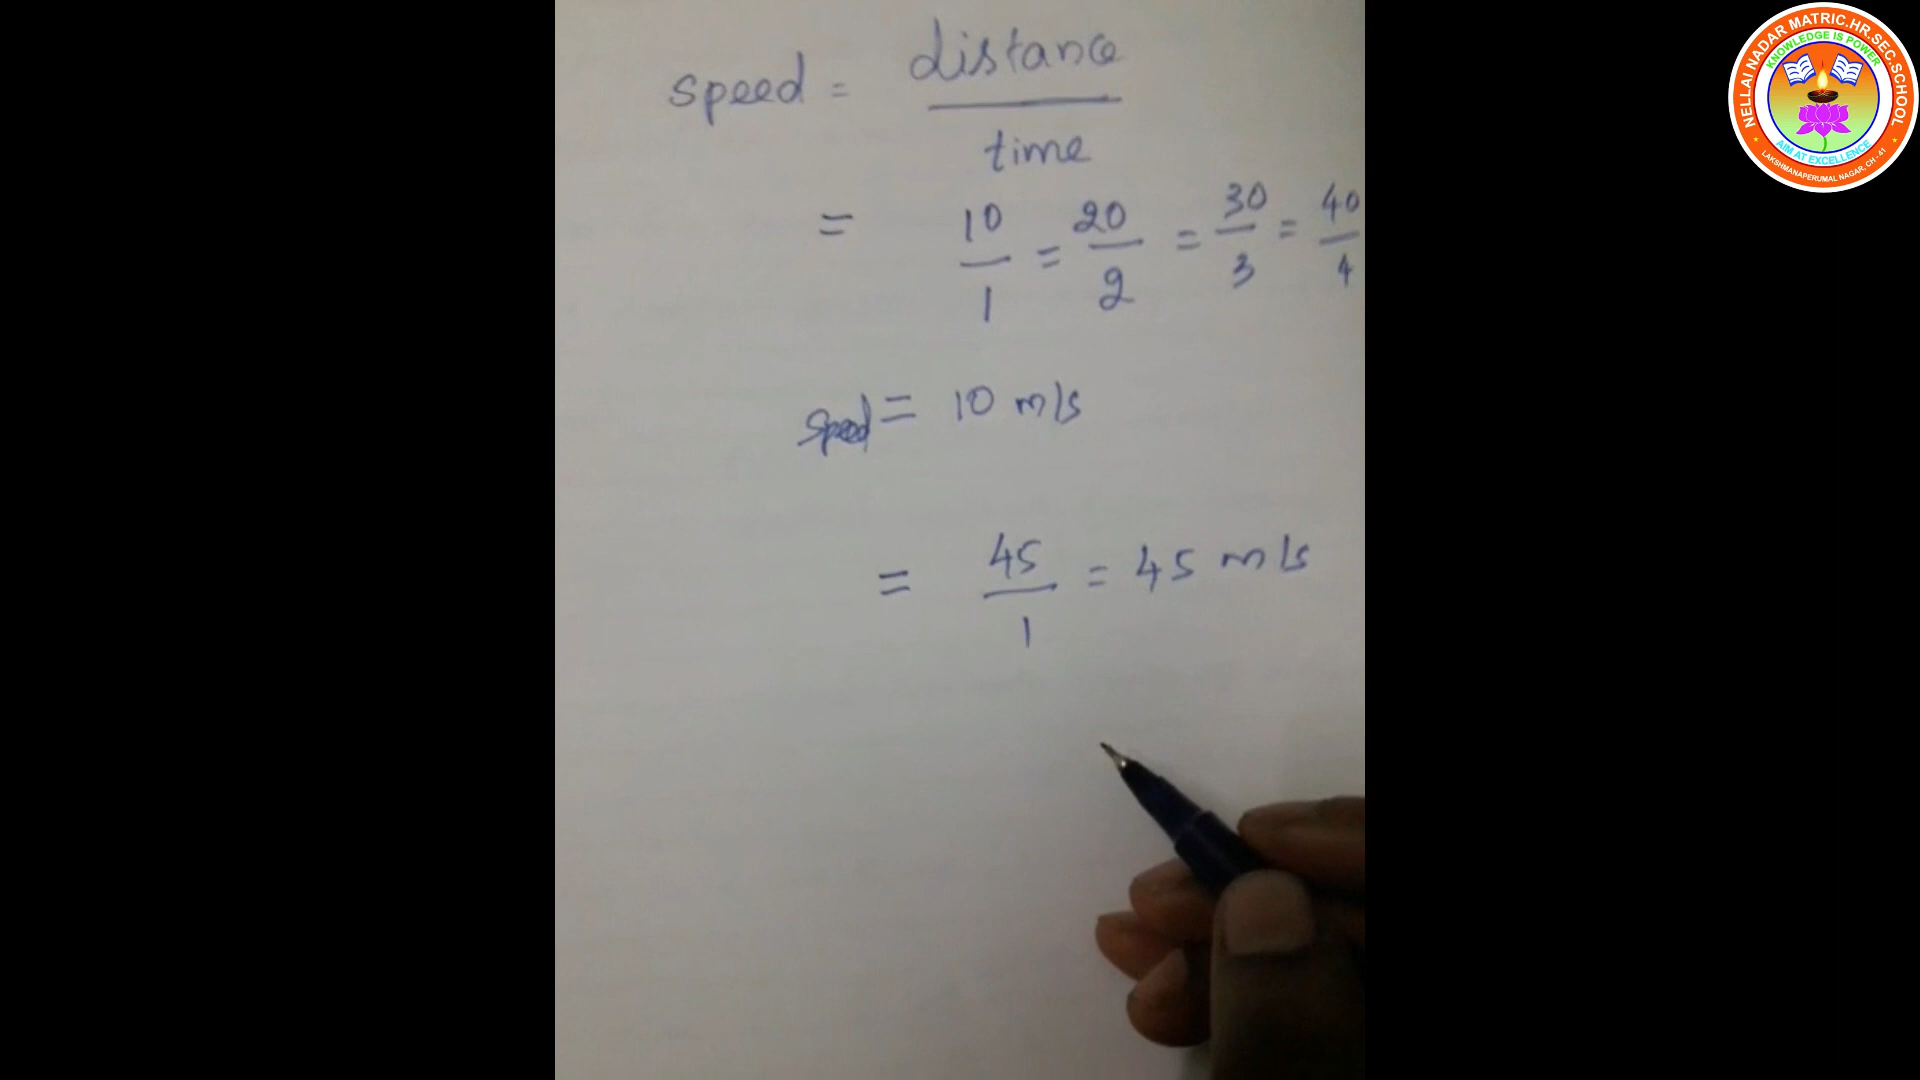 speed = distance
time
= 10/1 = 20/2 = 30/3 = 40/4
speed = 10 m/s
= 45/1 = 45 m/s
NELLAI NADAR MATRIC.HR.SEC.SCHOOL
KNOWLEDGE IS POWER
AIM AT EXCELLENCE
LAKSHMANAPERUMAL NAGAR, CH - 41